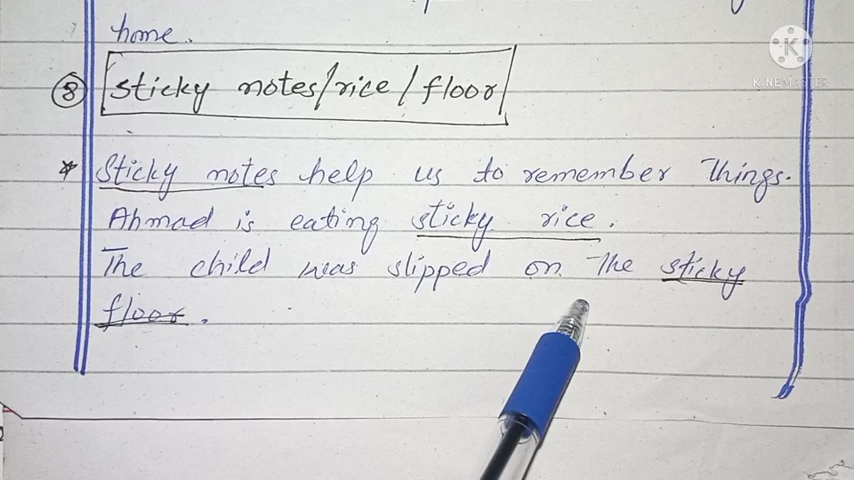 home.
KINEMASTER
⑧ sticky notes/rice/floor
* Sticky notes help us to remember things.
Ahmad is eating sticky rice.
The child was slipped on the sticky
floor.